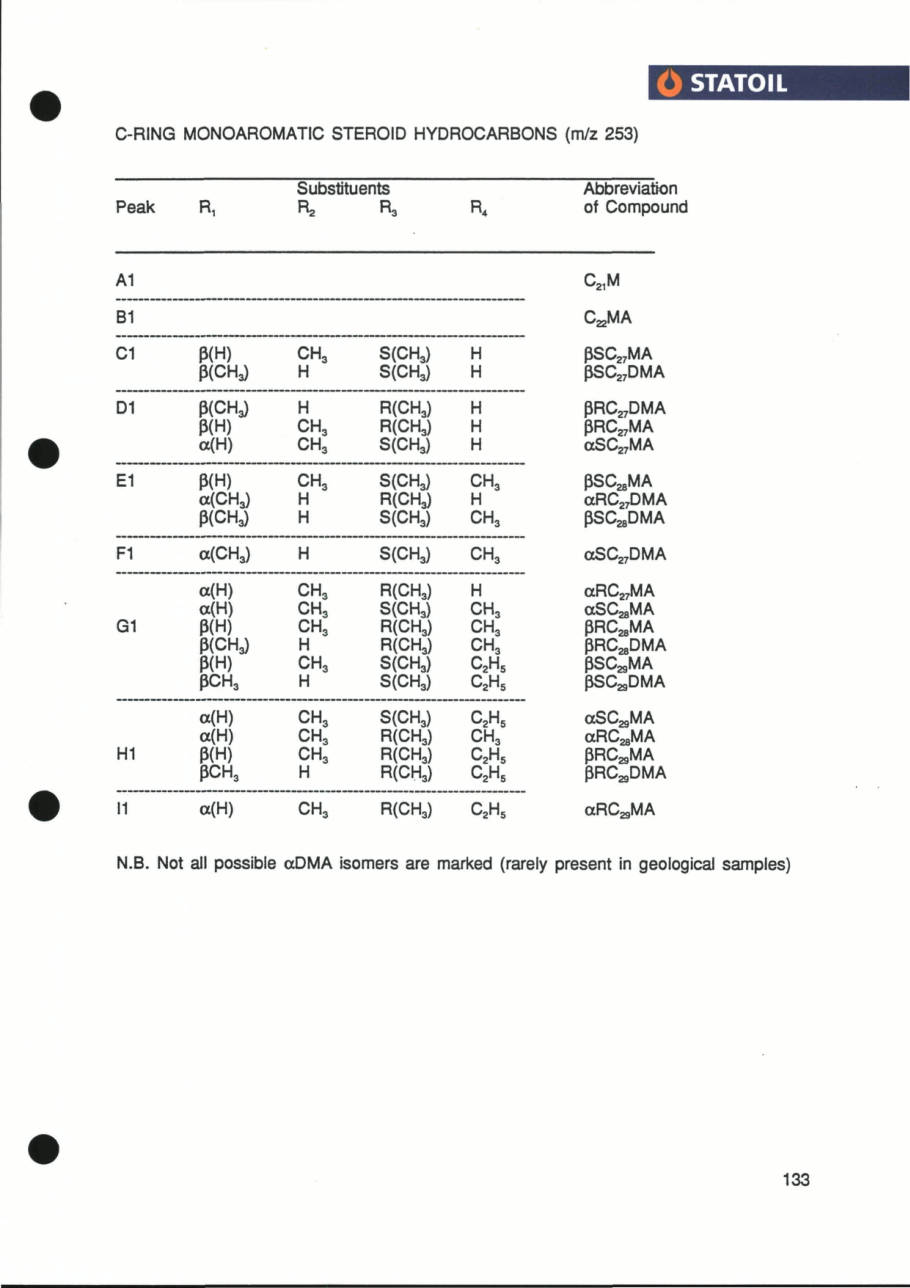 STATOIL
C-RING MONOAROMATIC STEROID HYDROCARBONS (m/z 253)
Substituents Abbreviation
Peak R₁ R₂ R₃ R₄ of Compound
A1 C₂₁M
B1 C₂₂MA
C1 β(H) CH₃ S(CH₃) H βSC₂₇MA
β(CH₃) H S(CH₃) H βSC₂₇DMA
D1 β(CH₃) H R(CH₃) H βRC₂₇DMA
β(H) CH₃ R(CH₃) H βRC₂₇MA
α(H) CH₃ S(CH₃) H αSC₂₇MA
E1 β(H) CH₃ S(CH₃) CH₃ βSC₂₈MA
α(CH₃) H R(CH₃) H αRC₂₇DMA
β(CH₃) H S(CH₃) CH₃ βSC₂₈DMA
F1 α(CH₃) H S(CH₃) CH₃ αSC₂₇DMA
α(H) CH₃ R(CH₃) H αRC₂₇MA
α(H) CH₃ S(CH₃) CH₃ αSC₂₈MA
G1 β(H) CH₃ R(CH₃) CH₃ βRC₂₈MA
β(CH₃) H R(CH₃) CH₃ βRC₂₈DMA
β(H) CH₃ S(CH₃) C₂H₅ βSC₂₉MA
βCH₃ H S(CH₃) C₂H₅ βSC₂₉DMA
α(H) CH₃ S(CH₃) C₂H₅ αSC₂₉MA
α(H) CH₃ R(CH₃) CH₃ αRC₂₈MA
H1 β(H) CH₃ R(CH₃) C₂H₅ βRC₂₉MA
βCH₃ H R(CH₃) C₂H₅ βRC₂₉DMA
I1 α(H) CH₃ R(CH₃) C₂H₅ αRC₂₉MA
N.B. Not all possible αDMA isomers are marked (rarely present in geological samples)
133